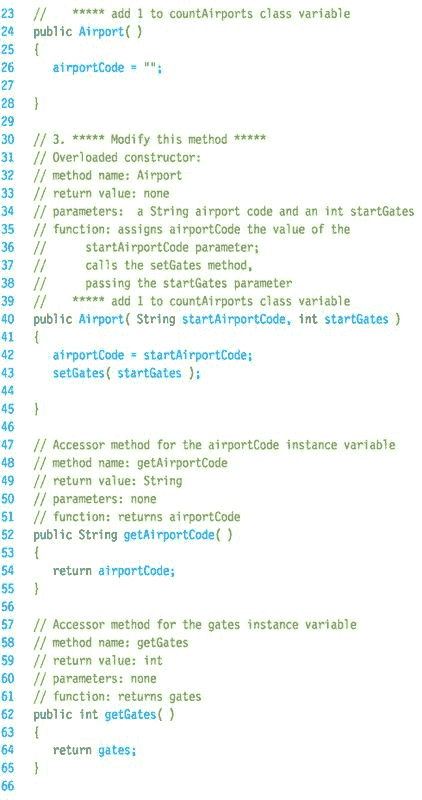 23 //    ***** add 1 to countAirports class variable
24 public Airport( )
25 {
26    airportCode = "";
27
28 }
29
30 // 3. ***** Modify this method *****
31 // Overloaded constructor:
32 // method name: Airport
33 // return value: none
34 // parameters:  a String airport code and an int startGates
35 // function: assigns airportCode the value of the
36 //      startAirportCode parameter;
37 //      calls the setGates method,
38 //      passing the startGates parameter
39 //    ***** add 1 to countAirports class variable
40 public Airport( String startAirportCode, int startGates )
41 {
42    airportCode = startAirportCode;
43    setGates( startGates );
44
45 }
46
47 // Accessor method for the airportCode instance variable
48 // method name: getAirportCode
49 // return value: String
50 // parameters: none
51 // function: returns airportCode
52 public String getAirportCode( )
53 {
54    return airportCode;
55 }
56
57 // Accessor method for the gates instance variable
58 // method name: getGates
59 // return value: int
60 // parameters: none
61 // function: returns gates
62 public int getGates( )
63 {
64    return gates;
65 }
66